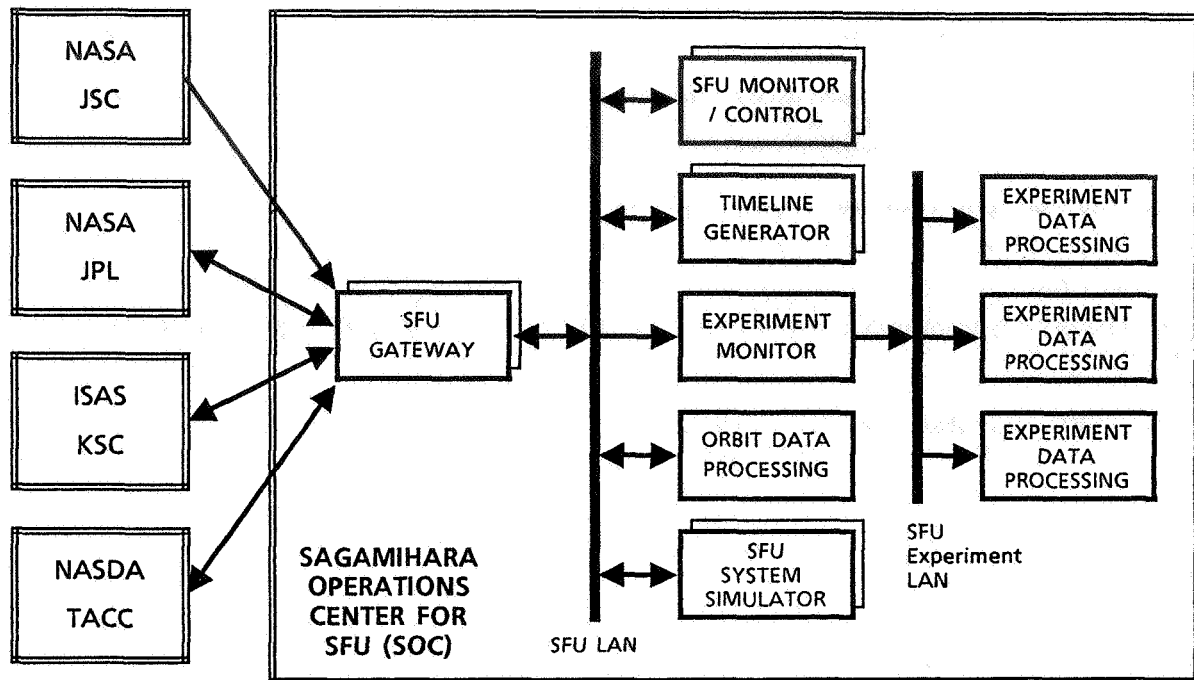 NASA
JSC
NASA
JPL
ISAS
KSC
NASDA
TACC
SFU
GATEWAY
SAGAMIHARA
OPERATIONS
CENTER FOR
SFU (SOC)
SFU LAN
SFU MONITOR
/ CONTROL
TIMELINE
GENERATOR
EXPERIMENT
MONITOR
ORBIT DATA
PROCESSING
SFU
SYSTEM
SIMULATOR
SFU
Experiment
LAN
EXPERIMENT
DATA
PROCESSING
EXPERIMENT
DATA
PROCESSING
EXPERIMENT
DATA
PROCESSING